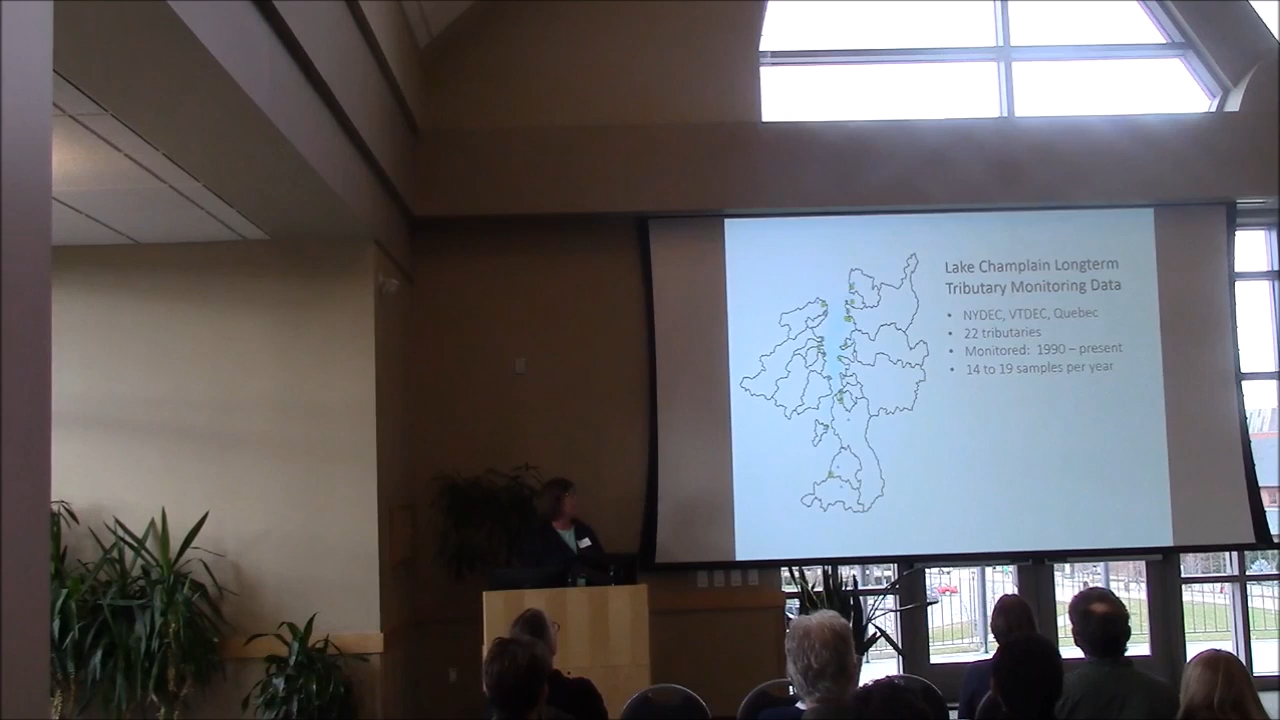 Lake Champlain Longterm
Tributary Monitoring Data
• NYDEC, VTDEC, Quebec
• 22 tributaries
• Monitored: 1990 – present
• 14 to 19 samples per year